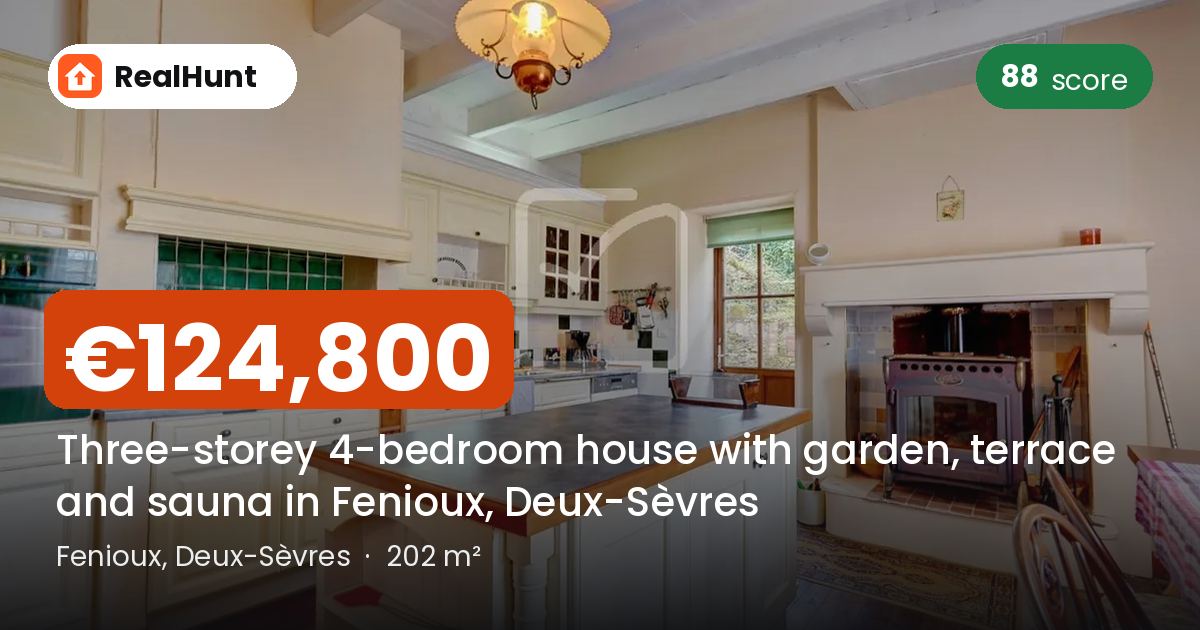 RealHunt
88 score
€124,800
Three-storey 4-bedroom house with garden, terrace
and sauna in Fenioux, Deux-Sèvres
Fenioux, Deux-Sèvres · 202 m²